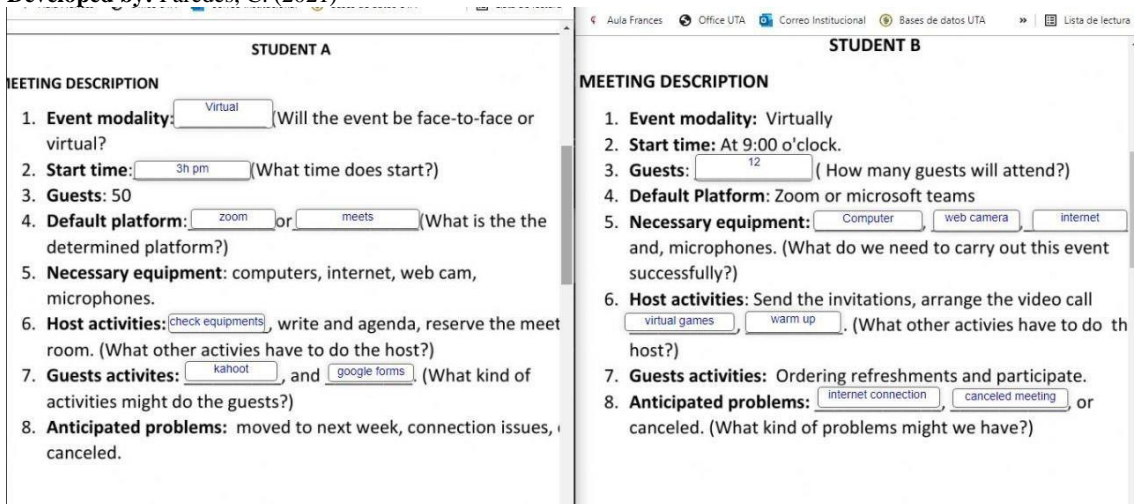 Aula Frances Office UTA Correo Institucional Bases de datos UTA » Lista de lectura
STUDENT A
MEETING DESCRIPTION
1. Event modality: Virtual (Will the event be face-to-face or
virtual?
2. Start time: 3h pm (What time does start?)
3. Guests: 50
4. Default platform: zoom or meets (What is the the
determined platform?)
5. Necessary equipment: computers, internet, web cam,
microphones.
6. Host activities: check equipments, write and agenda, reserve the meet
room. (What other activies have to do the host?)
7. Guests activites: kahoot, and google forms. (What kind of
activities might do the guests?)
8. Anticipated problems: moved to next week, connection issues,
canceled.
STUDENT B
MEETING DESCRIPTION
1. Event modality: Virtually
2. Start time: At 9:00 o'clock.
3. Guests: 12 ( How many guests will attend?)
4. Default Platform: Zoom or microsoft teams
5. Necessary equipment: Computer, web camera, internet
and, microphones. (What do we need to carry out this event
successfully?)
6. Host activities: Send the invitations, arrange the video call
virtual games, warm up. (What other activies have to do th
host?)
7. Guests activities: Ordering refreshments and participate.
8. Anticipated problems: internet connection, canceled meeting, or
canceled. (What kind of problems might we have?)